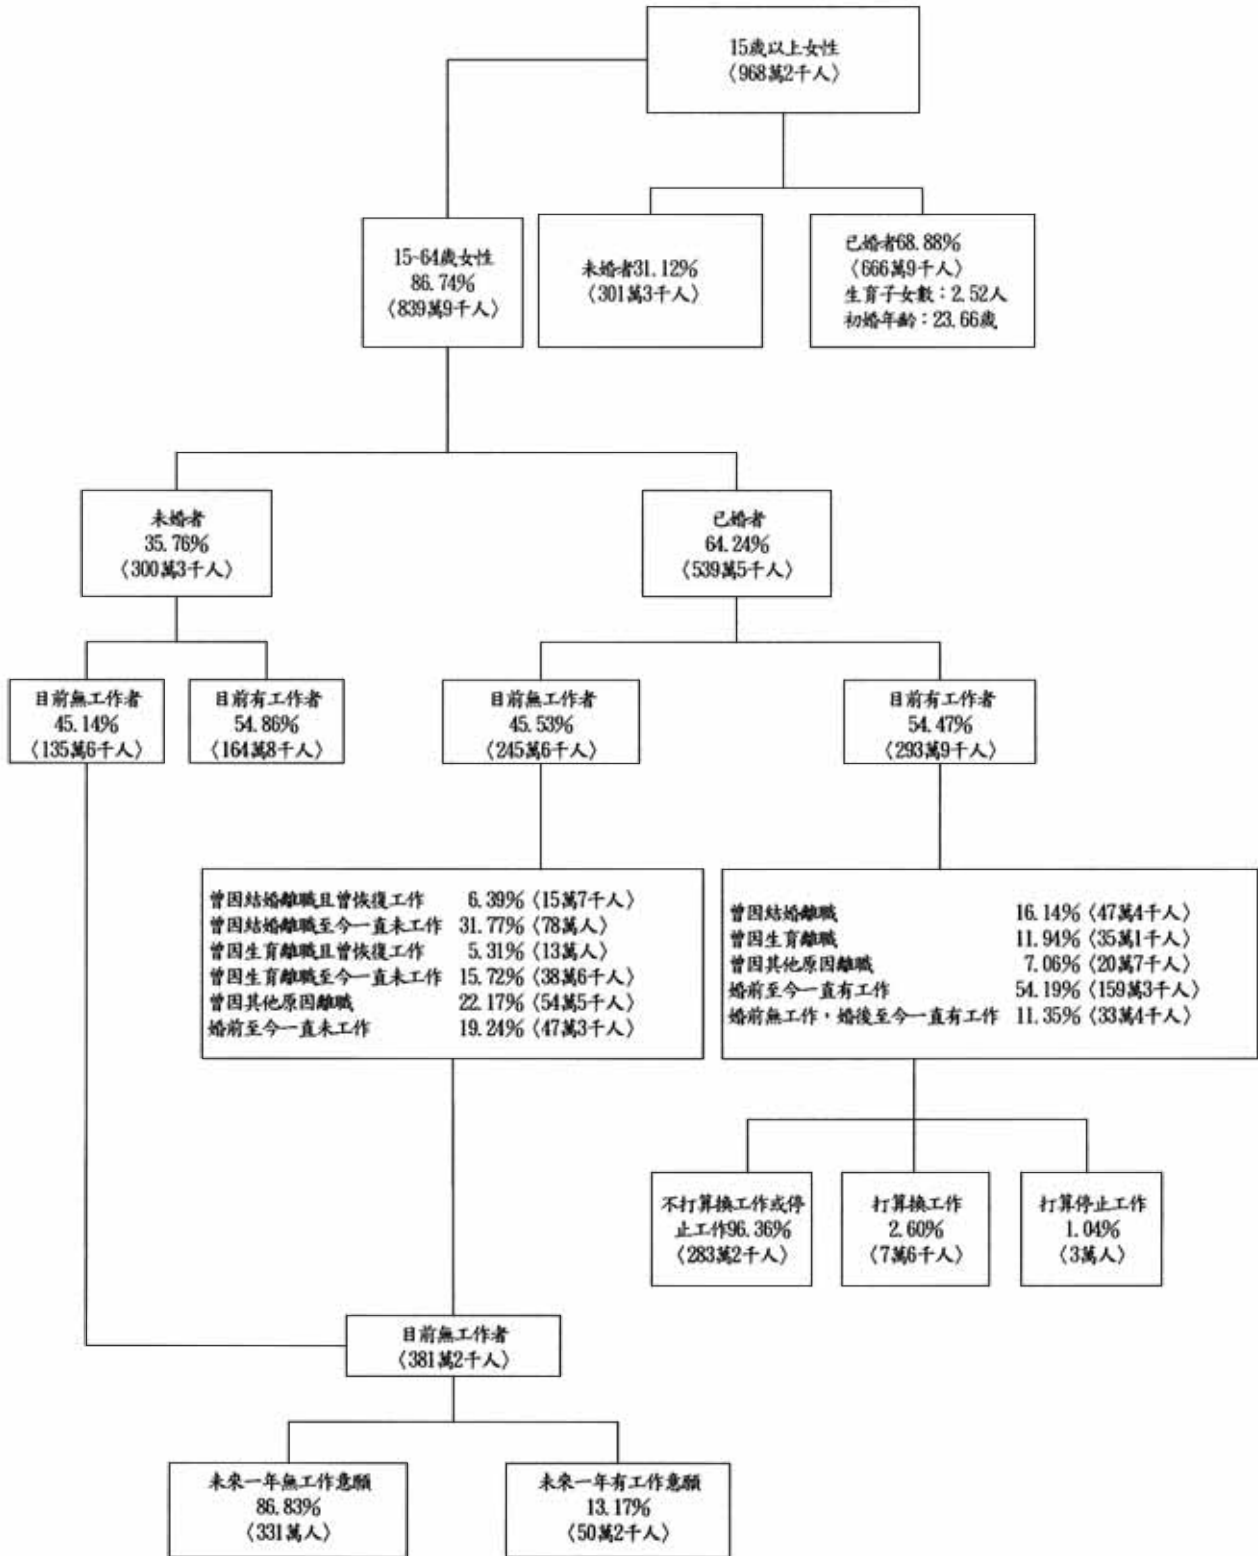 15歲以上女性
〈968萬2千人〉
15~64歲女性
86.74%
〈839萬9千人〉
未婚者31.12%
〈301萬3千人〉
已婚者68.88%
〈666萬9千人〉
生育子女數：2.52人
初婚年齡：23.66歲
未婚者
35.76%
〈300萬3千人〉
已婚者
64.24%
〈539萬5千人〉
目前無工作者
45.14%
〈135萬6千人〉
目前有工作者
54.86%
〈164萬8千人〉
目前無工作者
45.53%
〈245萬6千人〉
目前有工作者
54.47%
〈293萬9千人〉
曾因結婚離職且曾恢復工作 6.39%〈15萬7千人〉
曾因結婚離職至今一直未工作 31.77%〈78萬人〉
曾因生育離職且曾恢復工作 5.31%〈13萬人〉
曾因生育離職至今一直未工作 15.72%〈38萬6千人〉
曾因其他原因離職 22.17%〈54萬5千人〉
婚前至今一直未工作 19.24%〈47萬3千人〉
曾因結婚離職 16.14%〈47萬4千人〉
曾因生育離職 11.94%〈35萬1千人〉
曾因其他原因離職 7.06%〈20萬7千人〉
婚前至今一直有工作 54.19%〈159萬3千人〉
婚前無工作，婚後至今一直有工作 11.35%〈33萬4千人〉
不打算換工作或停
止工作96.36%
〈283萬2千人〉
打算換工作
2.60%
〈7萬6千人〉
打算停止工作
1.04%
〈3萬人〉
目前無工作者
〈381萬2千人〉
未來一年無工作意願
86.83%
〈331萬人〉
未來一年有工作意願
13.17%
〈50萬2千人〉